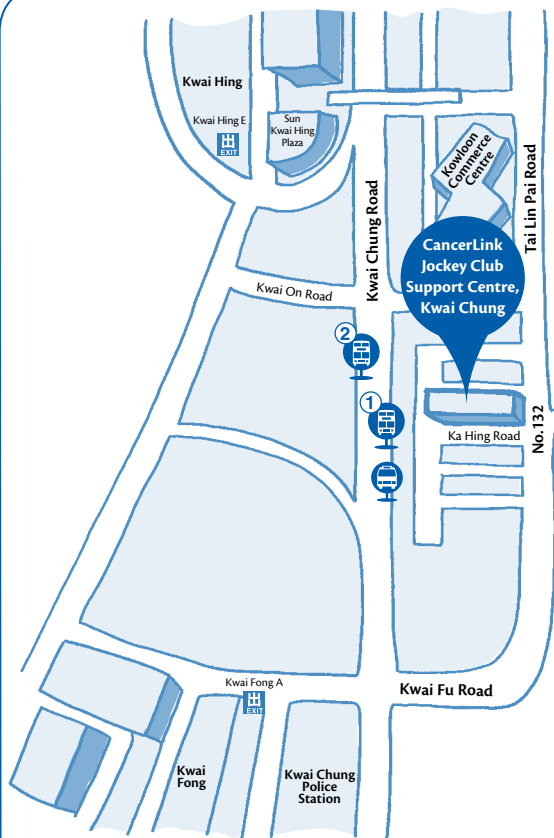 Kwai Hing
Kwai Hing E
EXIT
Sun
Kwai Hing
Plaza
Kowloon
Commerce
Centre
Tai Lin Pai Road
Kwai Chung Road
CancerLink
Jockey Club
Support Centre,
Kwai Chung
Kwai On Road
2
1
No.132
Ka Hing Road
Kwai Fong A
EXIT
Kwai Fu Road
Kwai
Fong
Kwai Chung
Police
Station